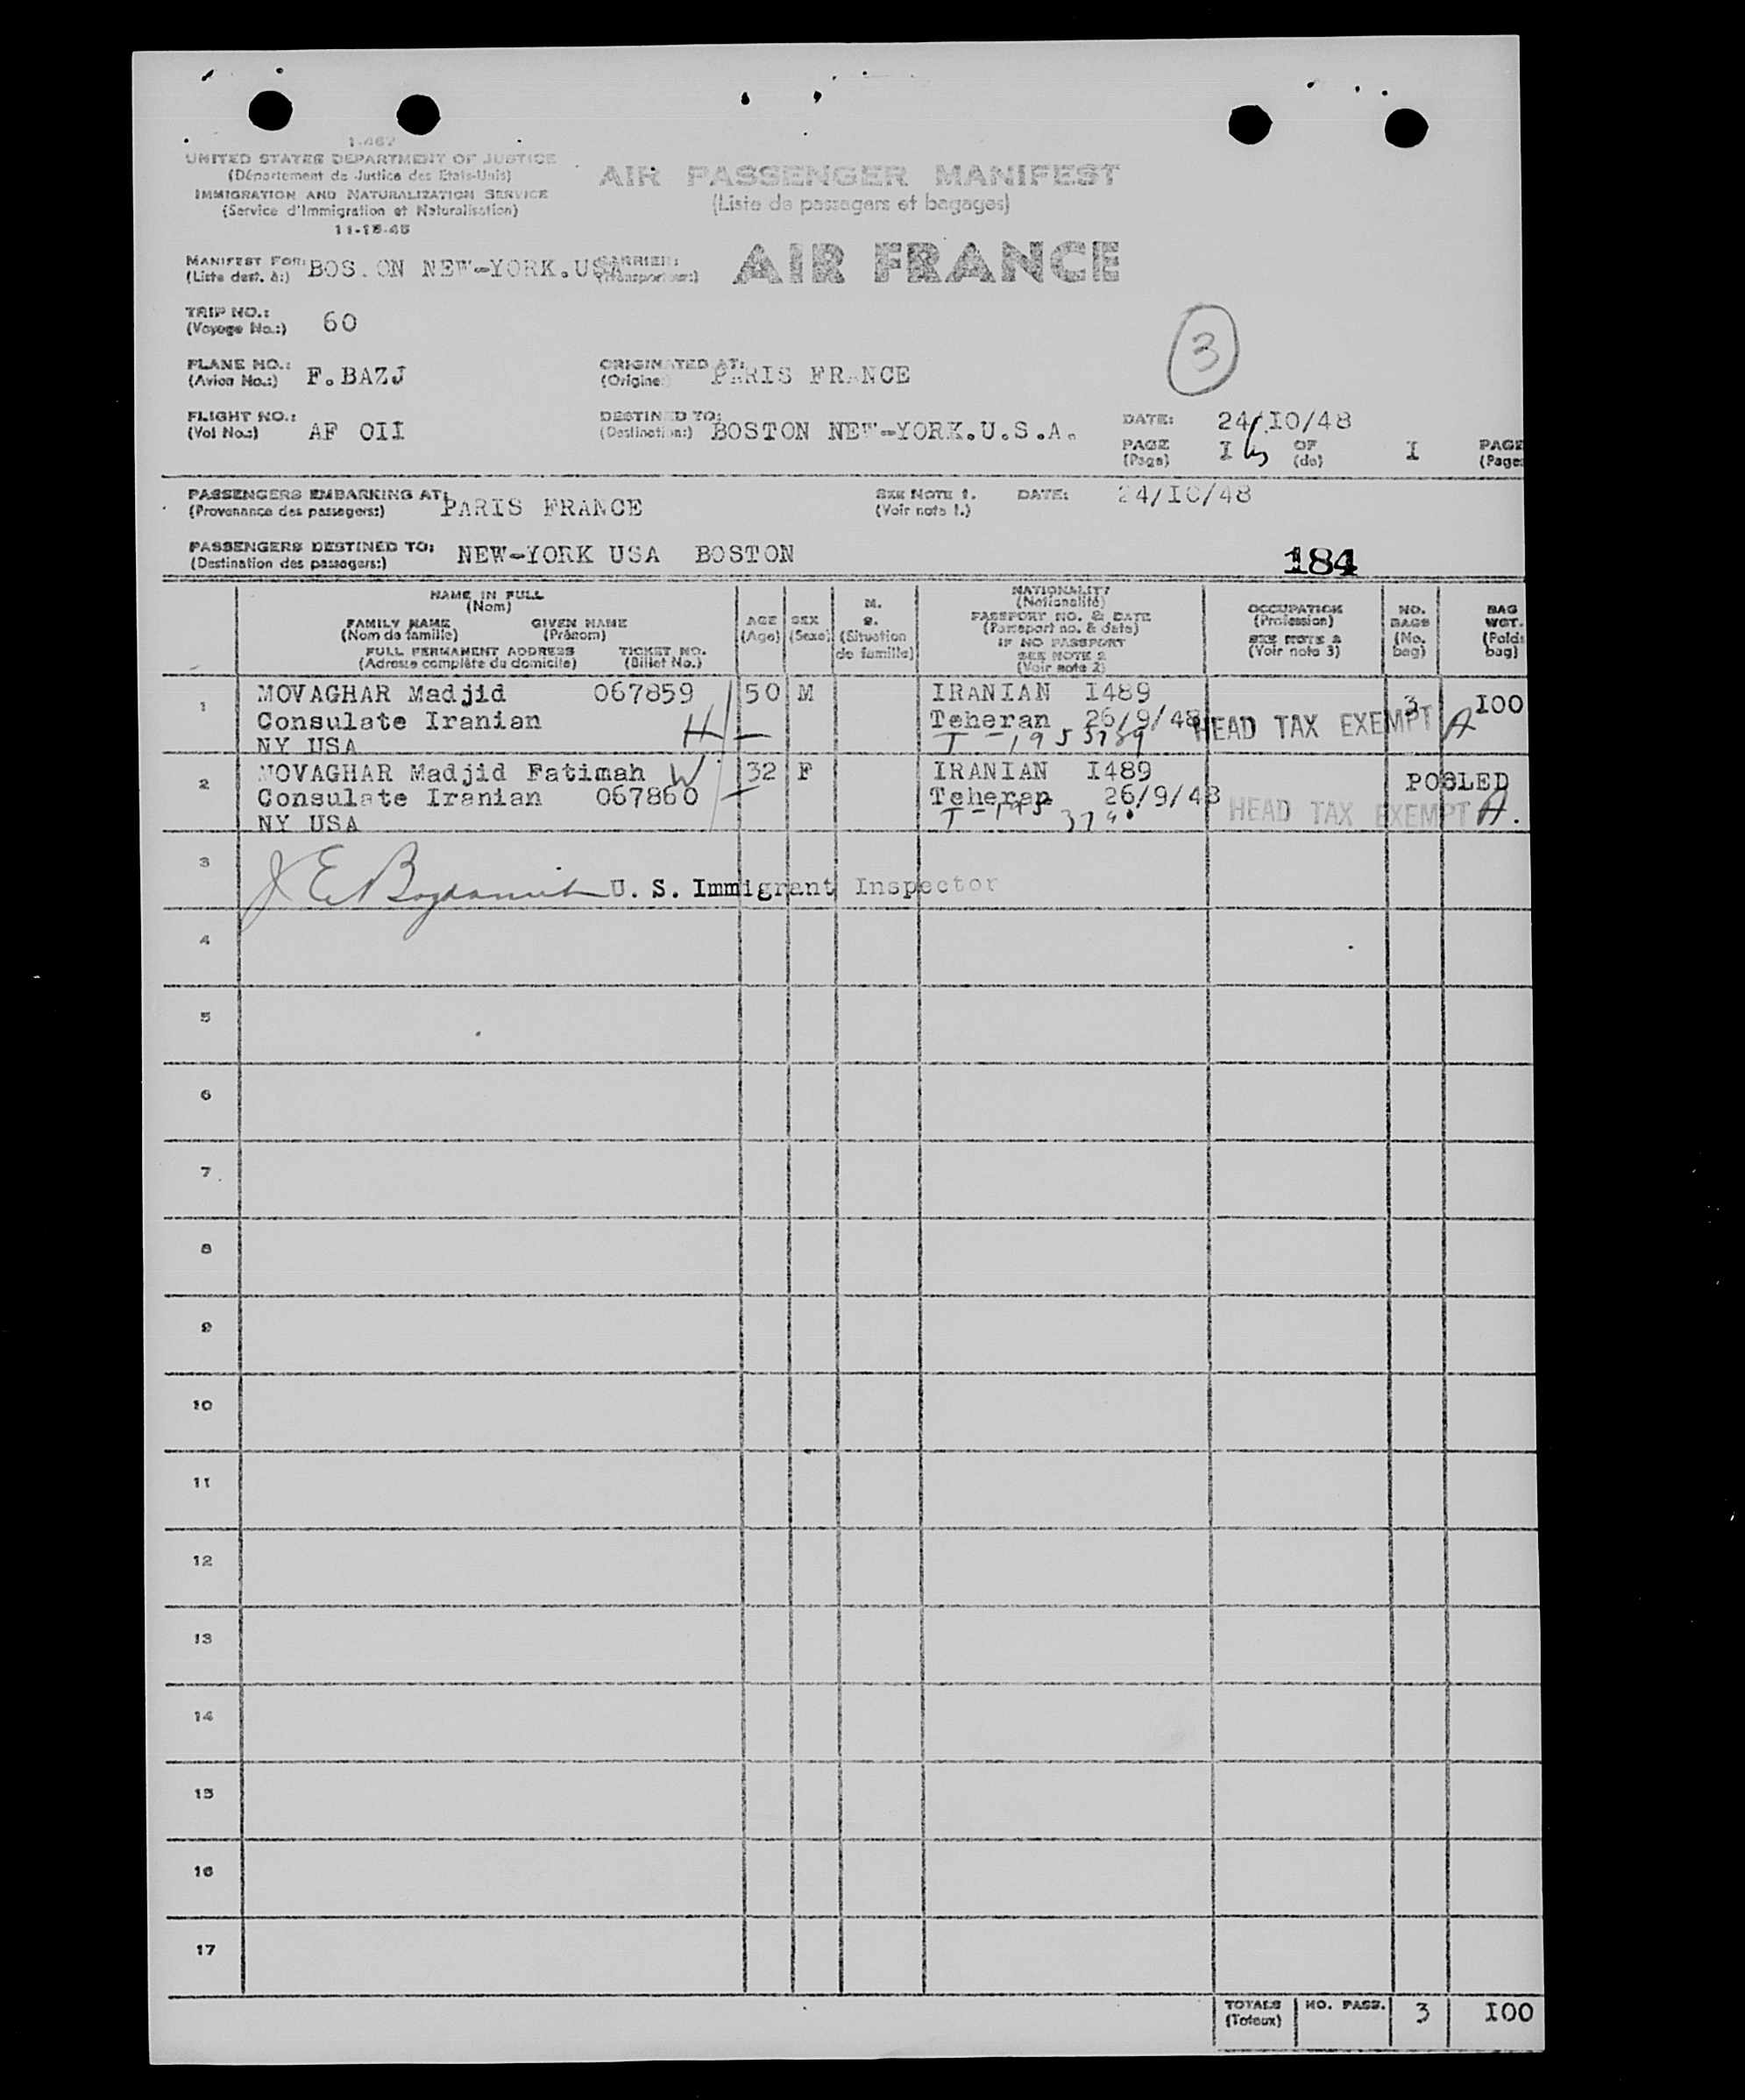 I-467
UNITED STATES DEPARTMENT OF JUSTICE
(Département de Justice des Etats-Unis)
IMMIGRATION AND NATURALIZATION SERVICE
(Service d'Immigration et Naturalisation)
11-15-45
AIR PASSENGER MANIFEST
(Liste de passagers et bagages)
MANIFEST FOR: BOS.ON NEW-YORK.USA CARRIER: AIR FRANCE
(Liste dest. à:) (Transporteur:)
TRIP NO.: 60
(Voyage No.:)
3
PLANE NO.: F.BAZJ ORIGINATED AT: PARIS FRANCE
(Avion No.:) (Origine:)
FLIGHT NO.: AF OII DESTINED TO: BOSTON NEW-YORK.U.S.A. DATE: 24/IO/48
(Vol No.:) (Destination:)
PAGE I OF I PAGE
(Page) (de) (Page
PASSENGERS EMBARKING AT: PARIS FRANCE SEE NOTE 1. DATE: 24/IO/48
(Provenance des passagers:) (Voir note 1.)
PASSENGERS DESTINED TO: NEW-YORK USA BOSTON 184
(Destination des passagers:)
NAME IN FULL
(Nom)
FAMILY NAME GIVEN NAME
(Nom de famille) (Prénom)
FULL PERMANENT ADDRESS TICKET NO.
(Adresse complète du domicile) (Billet No.)
AGE
(Age)
SEX
(Sexe)
M.
S.
(Situation
de famille)
NATIONALITY
(Nationalité)
PASSPORT NO. & DATE
(Passeport no. & date)
IF NO PASSPORT
SEE NOTE 2
(Voir note 2)
OCCUPATION
(Profession)
SEE NOTE 3
(Voir note 3)
NO.
BAGS
(No.
bag)
BAG
WGT.
(Poids
bag)
1 MOVAGHAR Madjid 067859 50 M IRANIAN I489 3 I00
Consulate Iranian H Teheran 26/9/48 HEAD TAX EXEMPT A
NY USA T-1953789
2 MOVAGHAR Madjid Fatimah W 32 F IRANIAN I489 POOLED
Consulate Iranian 067860 Teheran 26/9/48 HEAD TAX EXEMPT A.
NY USA
3 U. S. Immigrant Inspector
4
5
6
7
8
9
10
11
12
13
14
15
16
17
TOTALS NO. PASS. 3 I00
(Totaux)